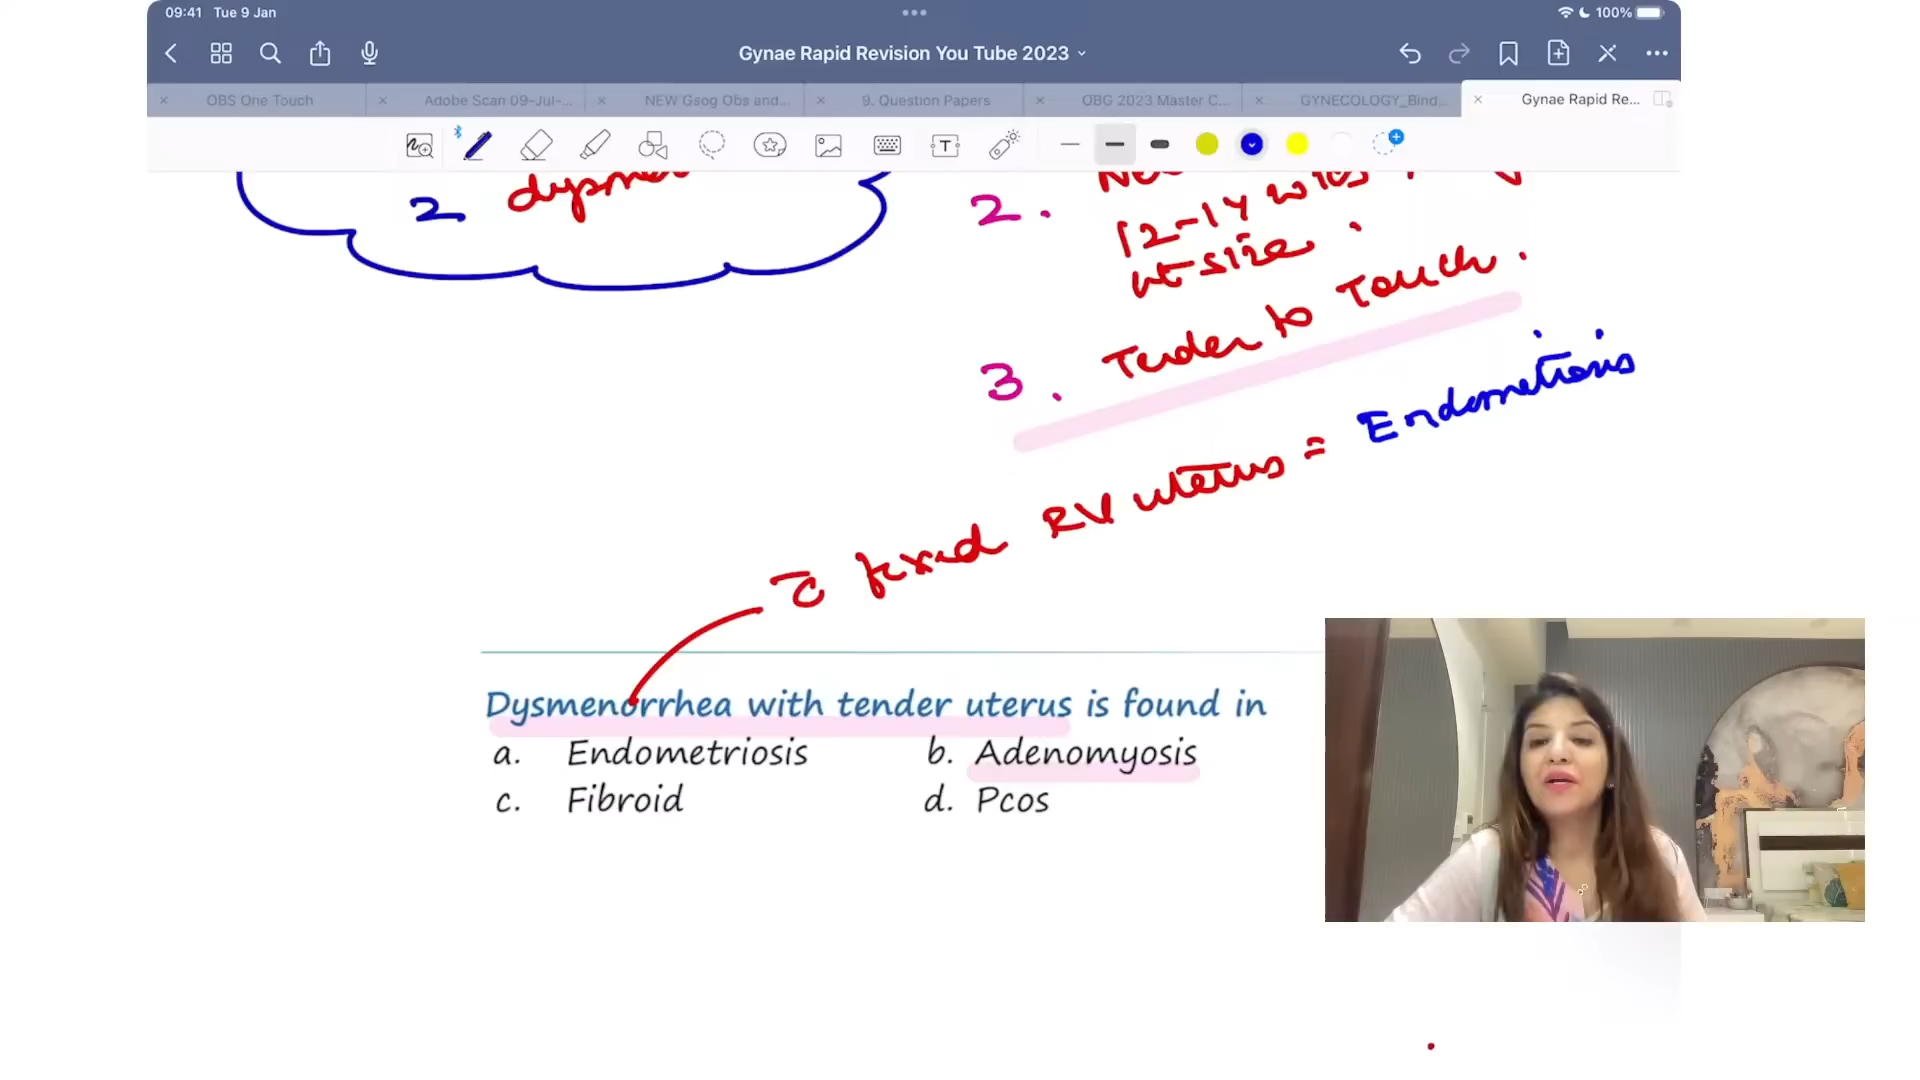 09:41 Tue 9 Jan
100%
Gynae Rapid Revision You Tube 2023
OBS One Touch
Adobe Scan 09-Jul-...
NEW Gsog Obs and...
9. Question Papers
OBG 2023 Master C...
GYNECOLOGY_Bind...
Gynae Rapid Re...
T
2
2.
12-14 wks
ut size
3. Tender to Touch.
c̄ fixed RV uterus = Endometriosis
Dysmenorrhea with tender uterus is found in
a. Endometriosis
b. Adenomyosis
c. Fibroid
d. Pcos